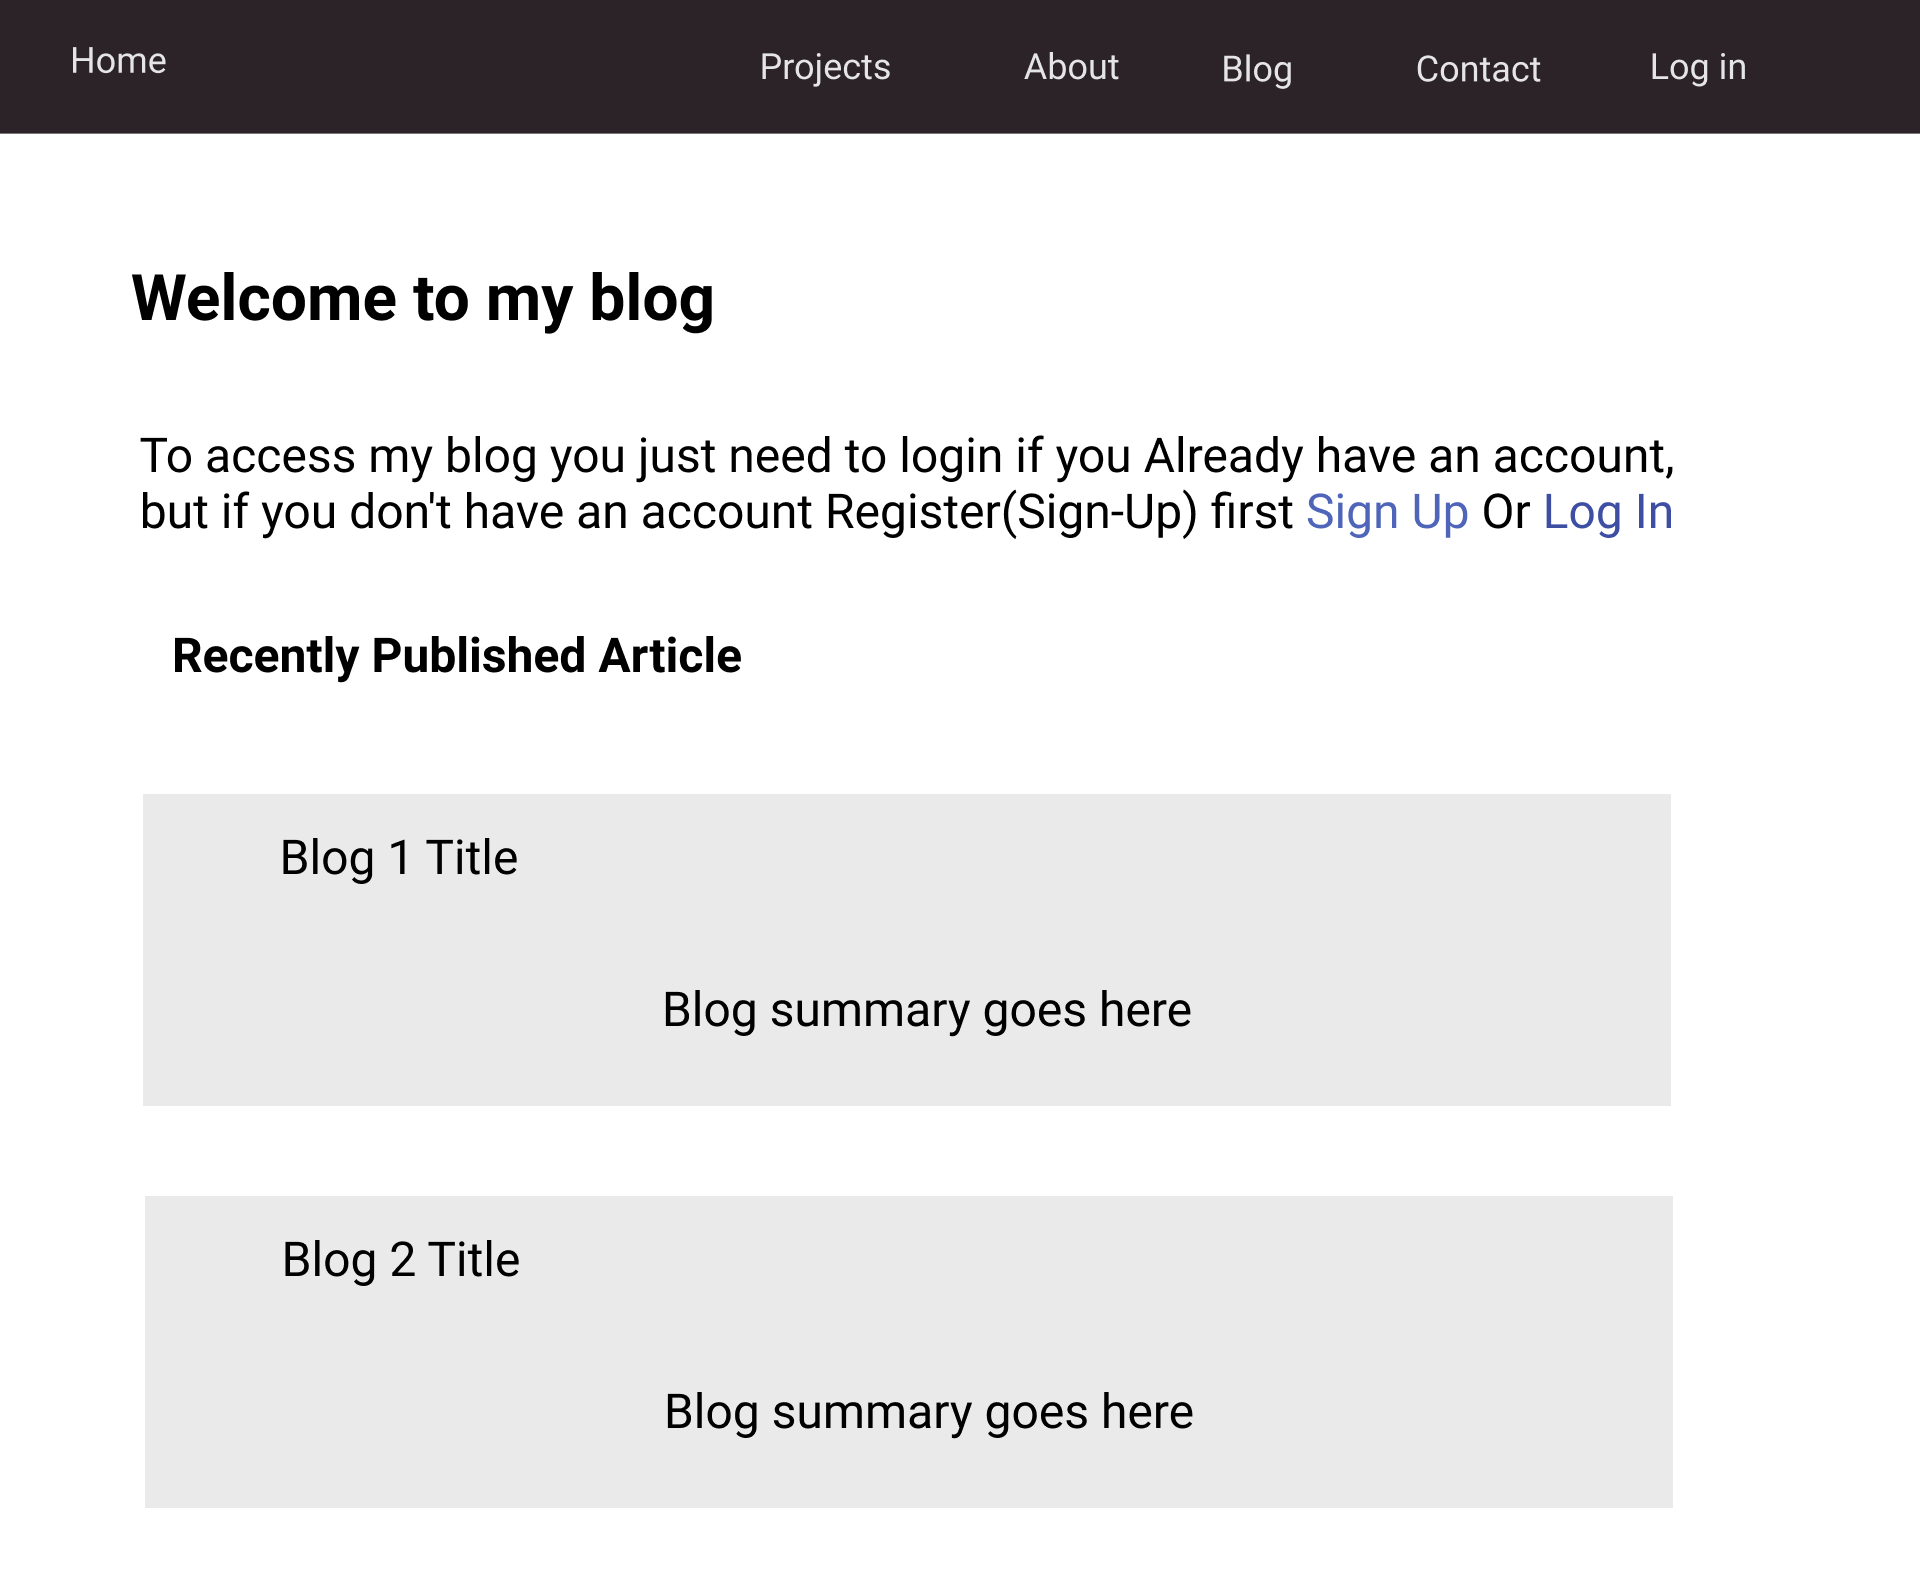 Home Projects About Blog Contact Log in
Welcome to my blog
To access my blog you just need to login if you Already have an account,
but if you don't have an account Register(Sign-Up) first Sign Up Or Log In
Recently Published Article
Blog 1 Title
Blog summary goes here
Blog 2 Title
Blog summary goes here